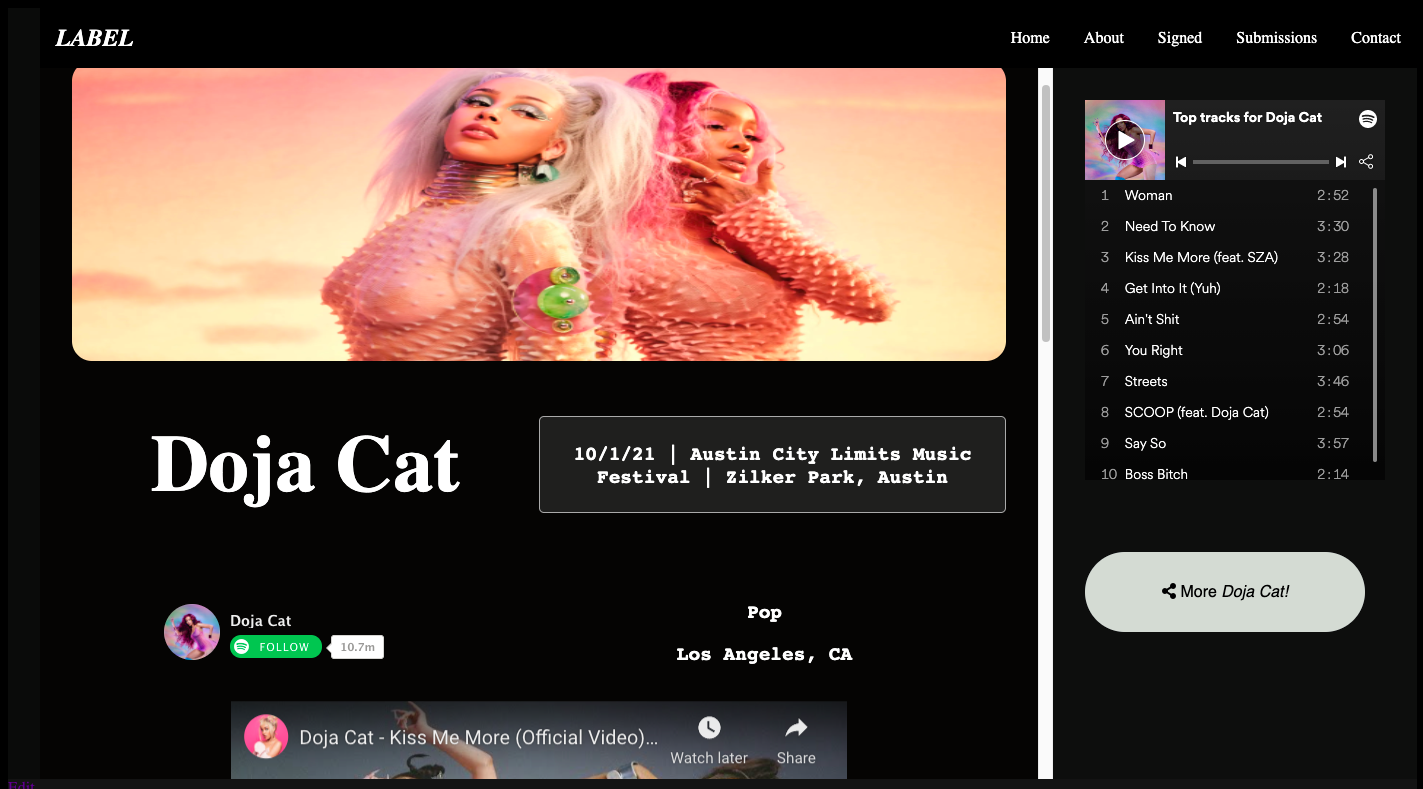 LABEL
Home About Signed Submissions Contact
Doja Cat
10/1/21 | Austin City Limits Music
Festival | Zilker Park, Austin
Doja Cat
FOLLOW 10.7m
Pop
Los Angeles, CA
Doja Cat - Kiss Me More (Official Video)...
Watch later Share
Top tracks for Doja Cat
1 Woman 2:52
2 Need To Know 3:30
3 Kiss Me More (feat. SZA) 3:28
4 Get Into It (Yuh) 2:18
5 Ain't Shit 2:54
6 You Right 3:06
7 Streets 3:46
8 SCOOP (feat. Doja Cat) 2:54
9 Say So 3:57
10 Boss Bitch 2:14
More Doja Cat!
Edit